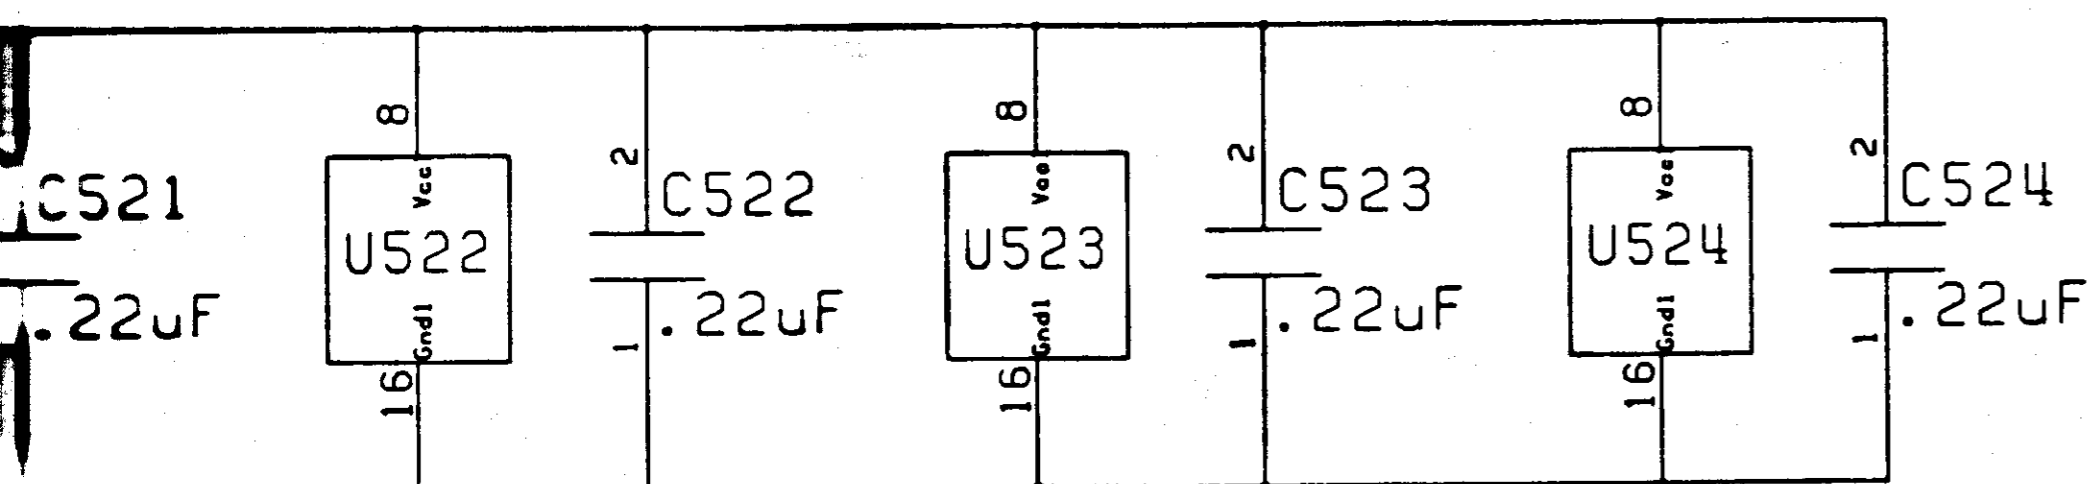 8
8
8
2
2
2
C521
Vcc
C522
Vcc
C523
Vcc
C524
U522
U523
U524
.22uF
Gnd1
.22uF
Gnd1
.22uF
Gnd1
.22uF
1
1
1
16
16
16